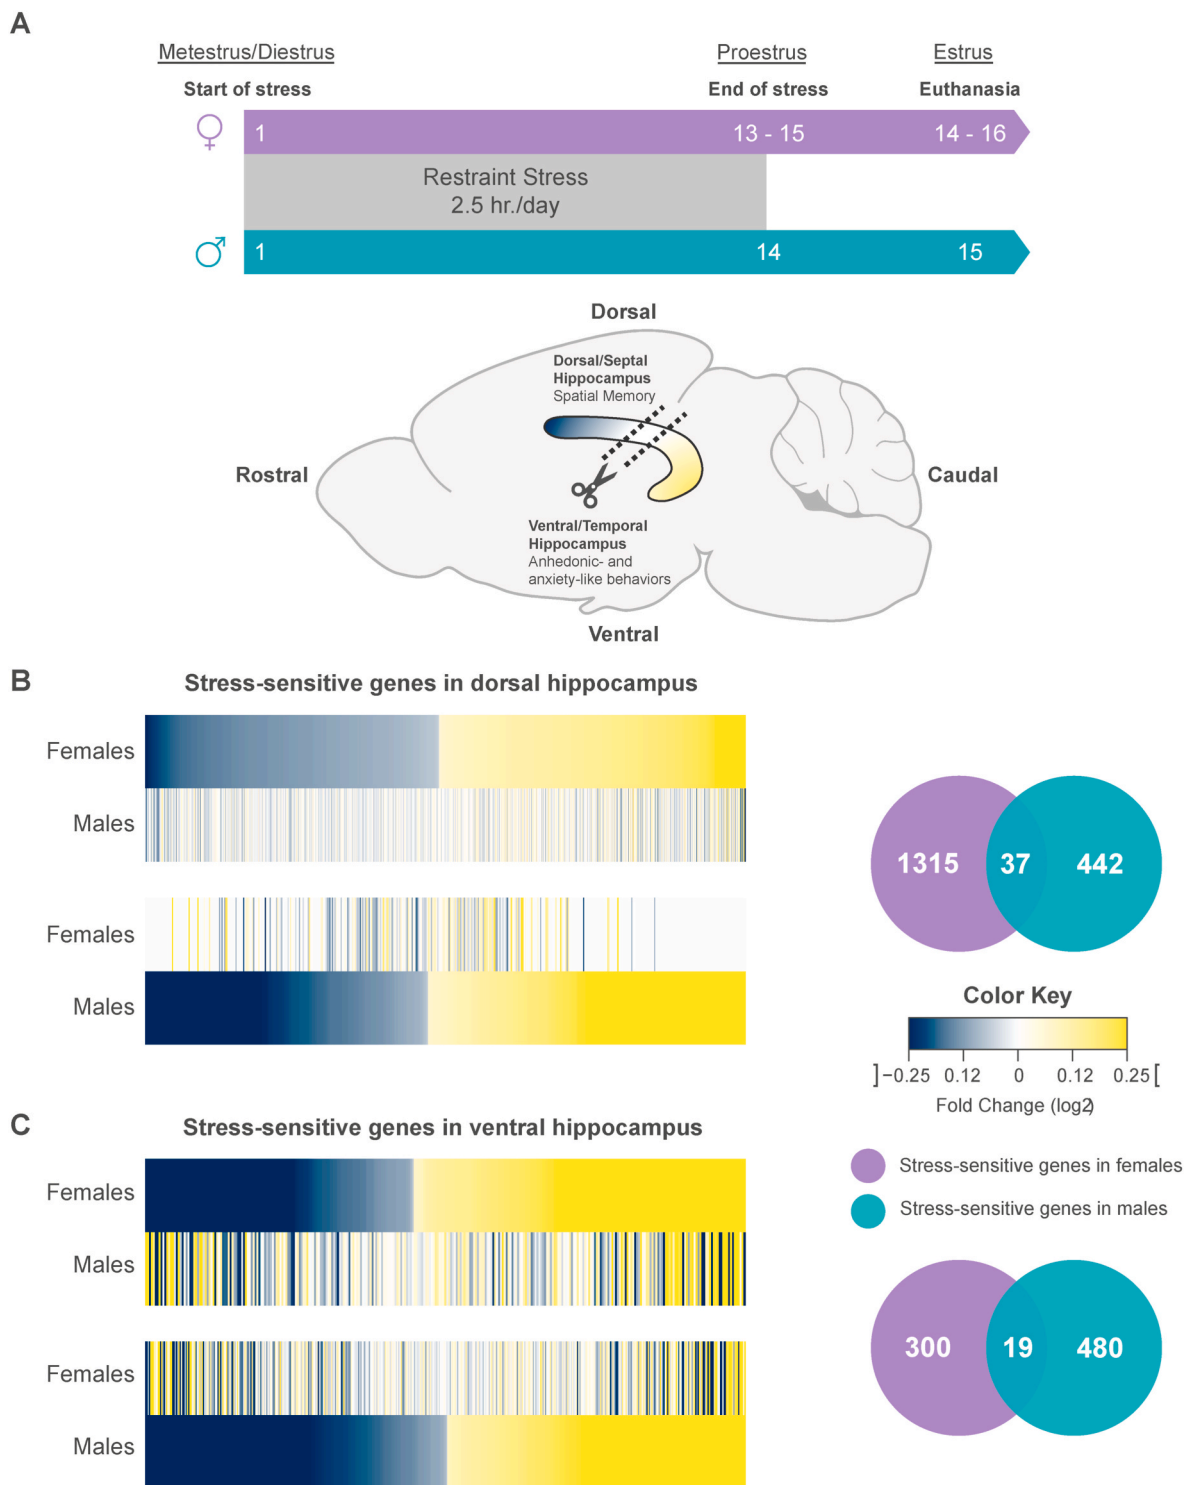 A
Metestrus/Diestrus
Proestrus
Estrus
Start of stress
End of stress
Euthanasia
1
13 - 15
14 - 16
Restraint Stress
2.5 hr./day
1
14
15
Dorsal
Dorsal/Septal
Hippocampus
Spatial Memory
Rostral
Caudal
Ventral/Temporal
Hippocampus
Anhedonic- and
anxiety-like behaviors
Ventral
B
Stress-sensitive genes in dorsal hippocampus
Females
Males
Females
Males
1315
37
442
Color Key
]−0.25 0.12 0 0.12 0.25 [
Fold Change (log2)
C
Stress-sensitive genes in ventral hippocampus
Females
Males
Females
Males
Stress-sensitive genes in females
Stress-sensitive genes in males
300
19
480